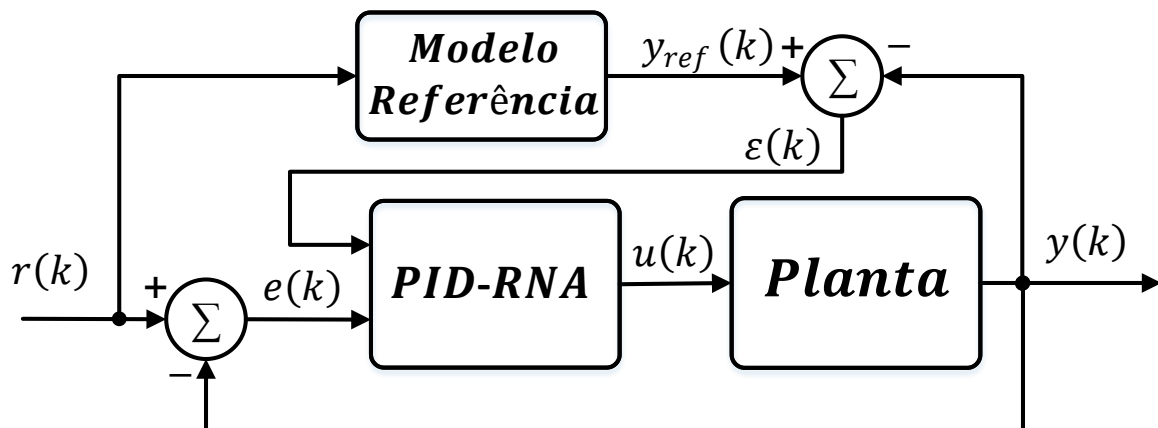 Modelo
Referência
y_ref (k)
+
−
∑
ε(k)
r(k)
+
∑
−
e(k)
PID-RNA
u(k)
Planta
y(k)